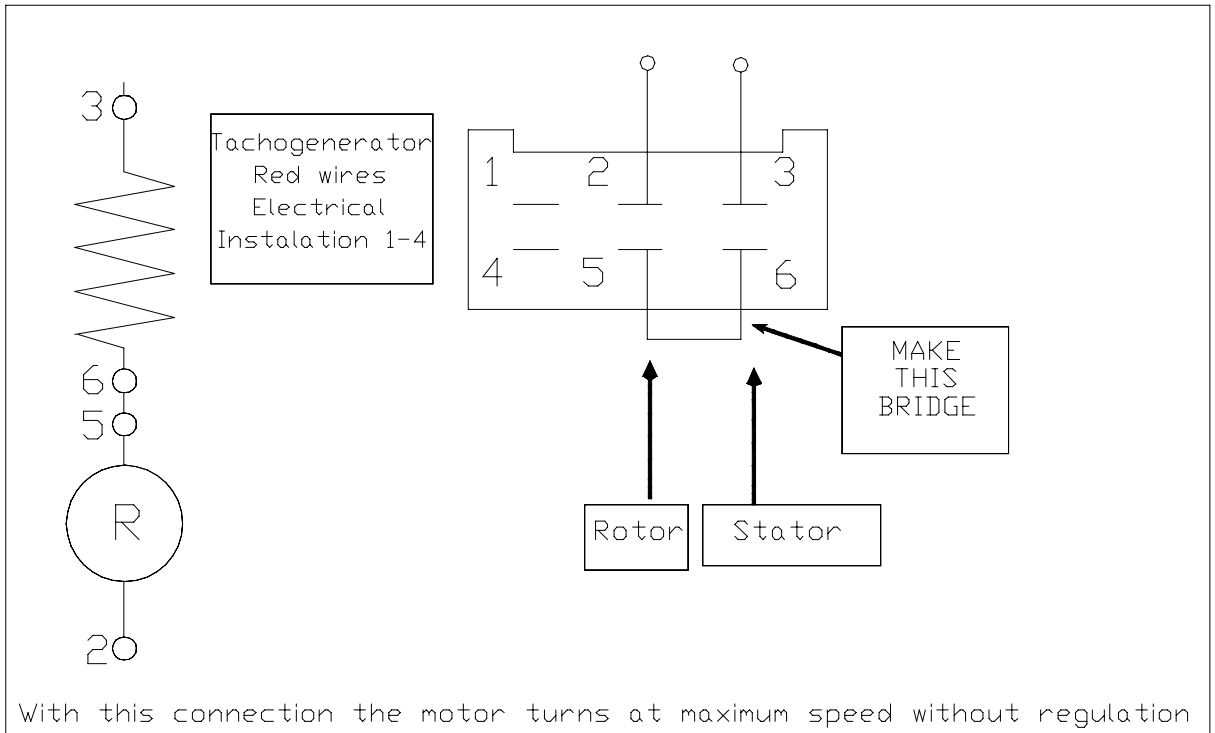 3
6
5
R
2
Tachogenerator
Red wires
Electrical
Instalation 1-4
1 2 3
4 5 6
MAKE
THIS
BRIDGE
Rotor
Stator
With this connection the motor turns at maximum speed without regulation